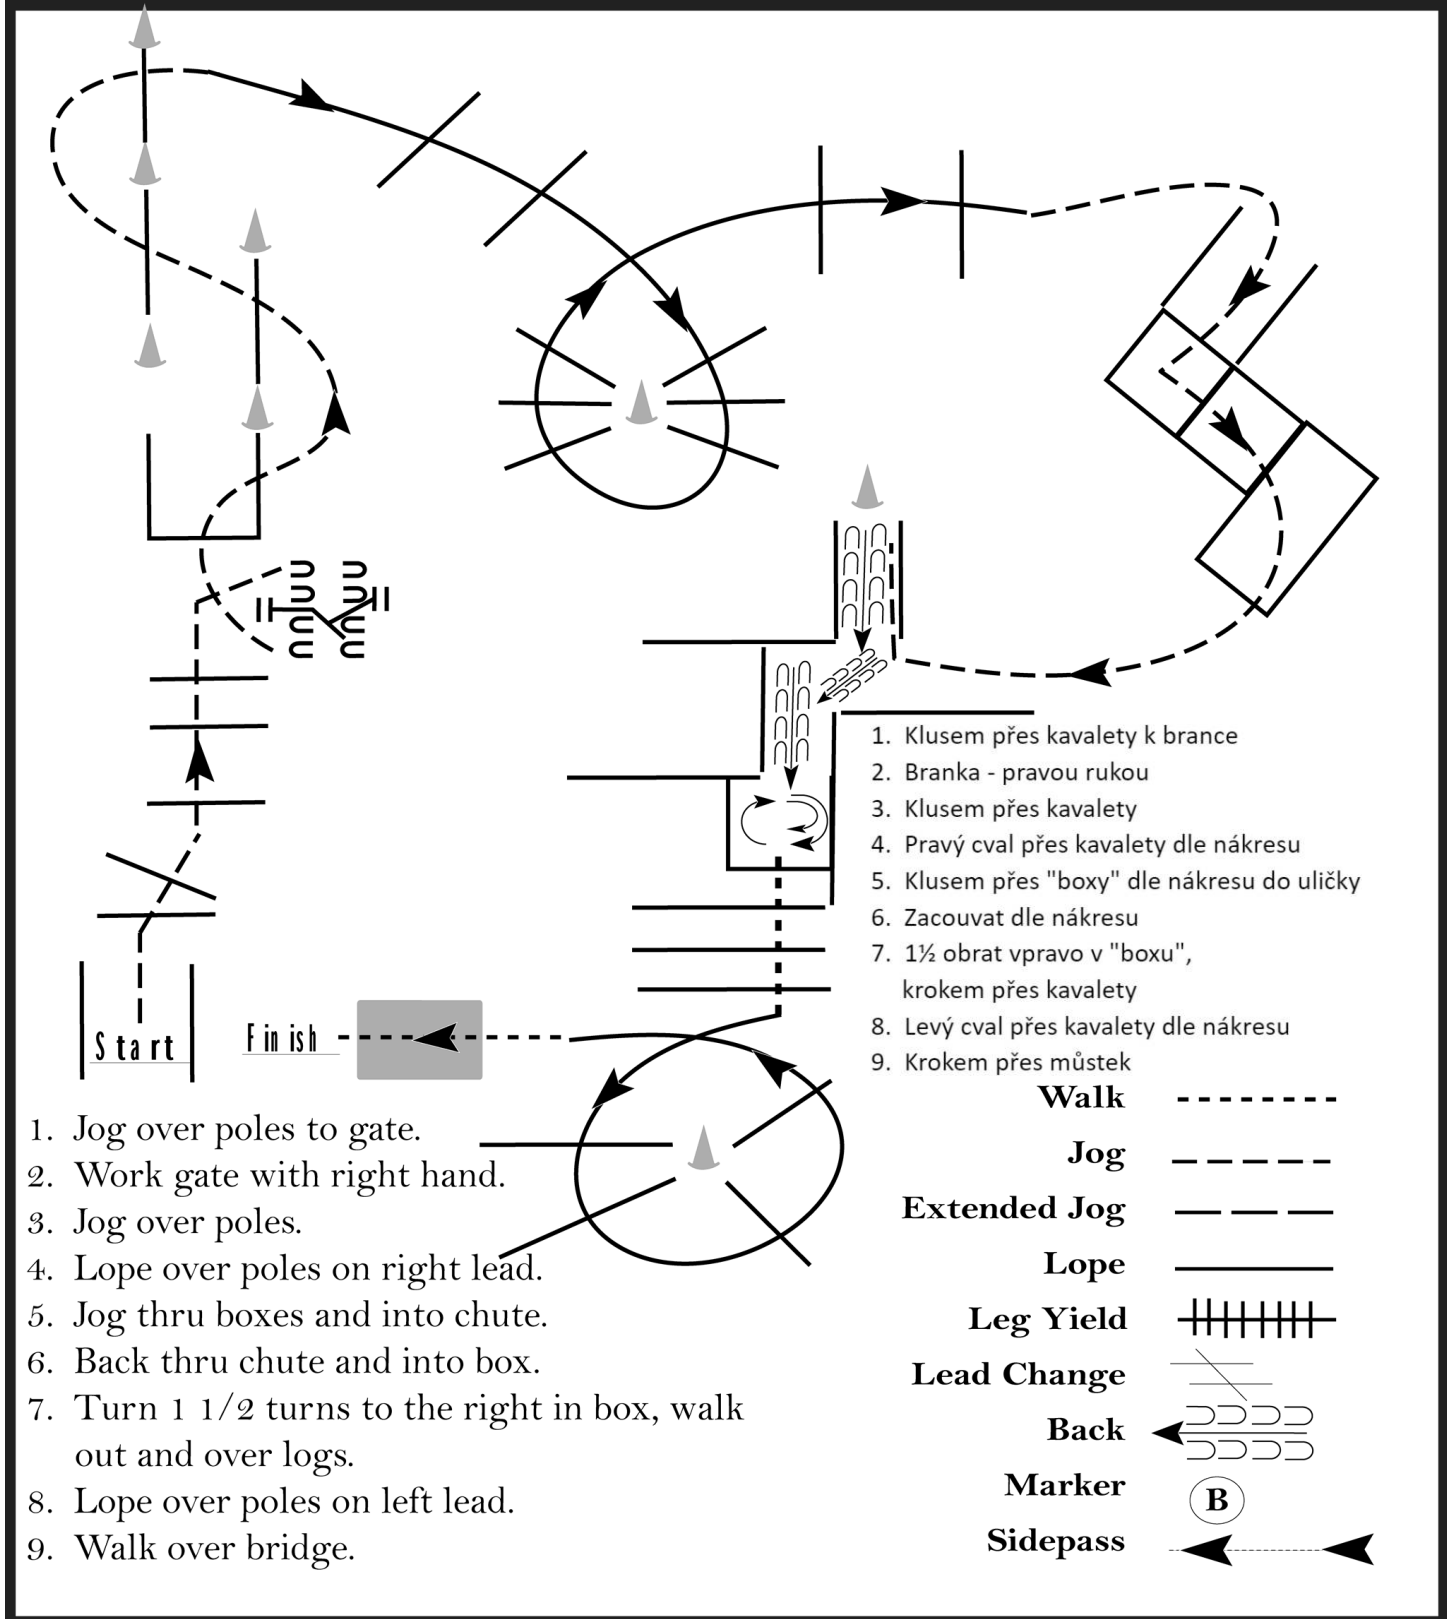 1. Klusem přes kavalety k brance
2. Branka - pravou rukou
3. Klusem přes kavalety
4. Pravý cval přes kavalety dle nákresu
5. Klusem přes "boxy" dle nákresu do uličky
6. Zacouvat dle nákresu
7. 1½ obrat vpravo v "boxu",
krokem přes kavalety
8. Levý cval přes kavalety dle nákresu
9. Krokem přes můstek
Start
Finish
1. Jog over poles to gate.
2. Work gate with right hand.
3. Jog over poles.
4. Lope over poles on right lead.
5. Jog thru boxes and into chute.
6. Back thru chute and into box.
7. Turn 1 1/2 turns to the right in box, walk
out and over logs.
8. Lope over poles on left lead.
9. Walk over bridge.
Walk
Jog
Extended Jog
Lope
Leg Yield
Lead Change
Back
Marker B
Sidepass